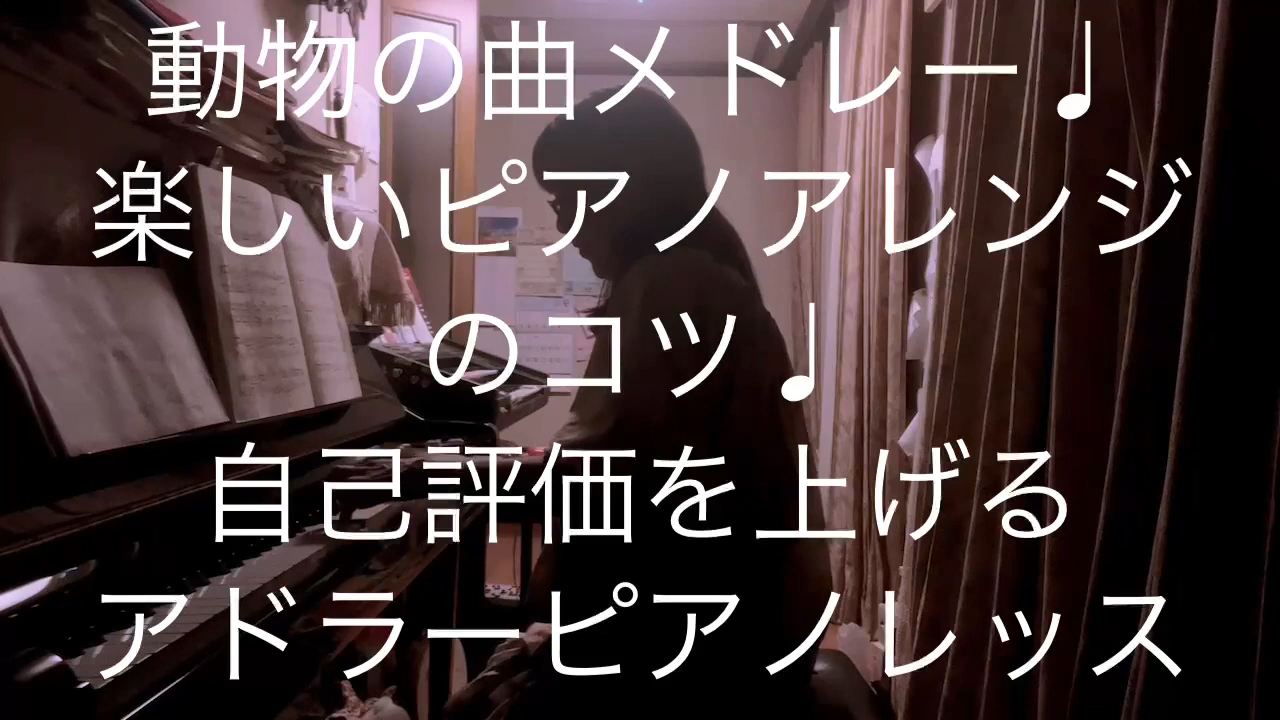 動物の曲メドレー♩
楽しいピアノアレンジ
のコツ♩
自己評価を上げる
アドラーピアノレッス